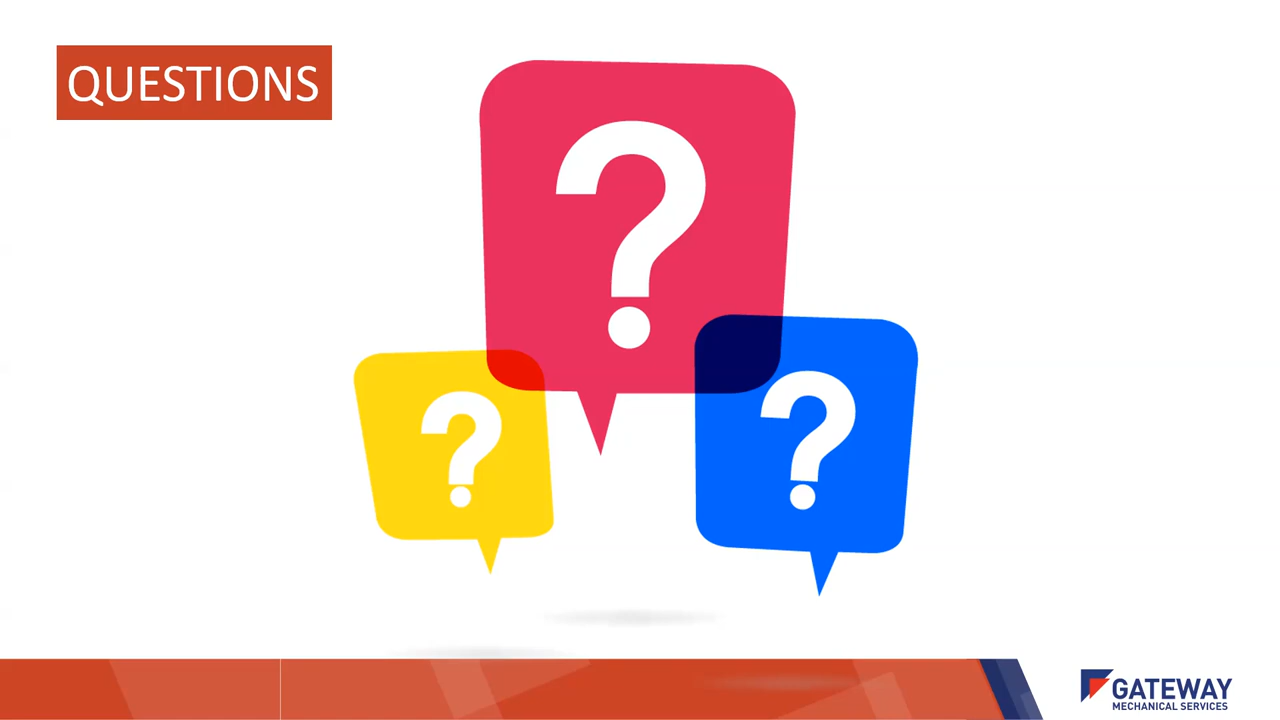 QUESTIONS
?
?
?
GATEWAY
MECHANICAL SERVICES